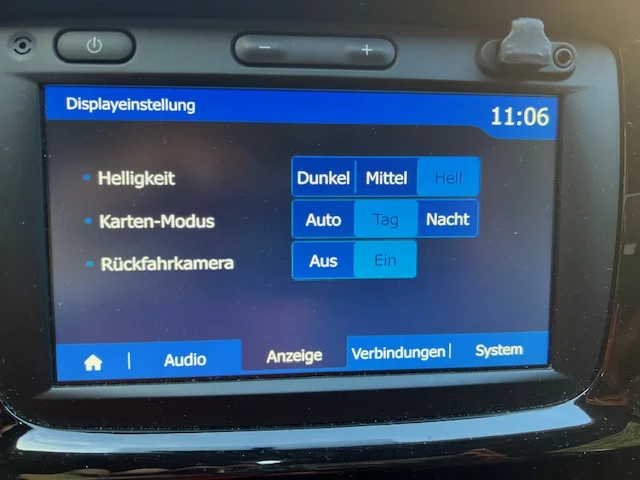 Displayeinstellung
11:06
Helligkeit Dunkel Mittel Hell
Karten-Modus Auto Tag Nacht
Rückfahrkamera Aus Ein
Audio Anzeige Verbindungen System